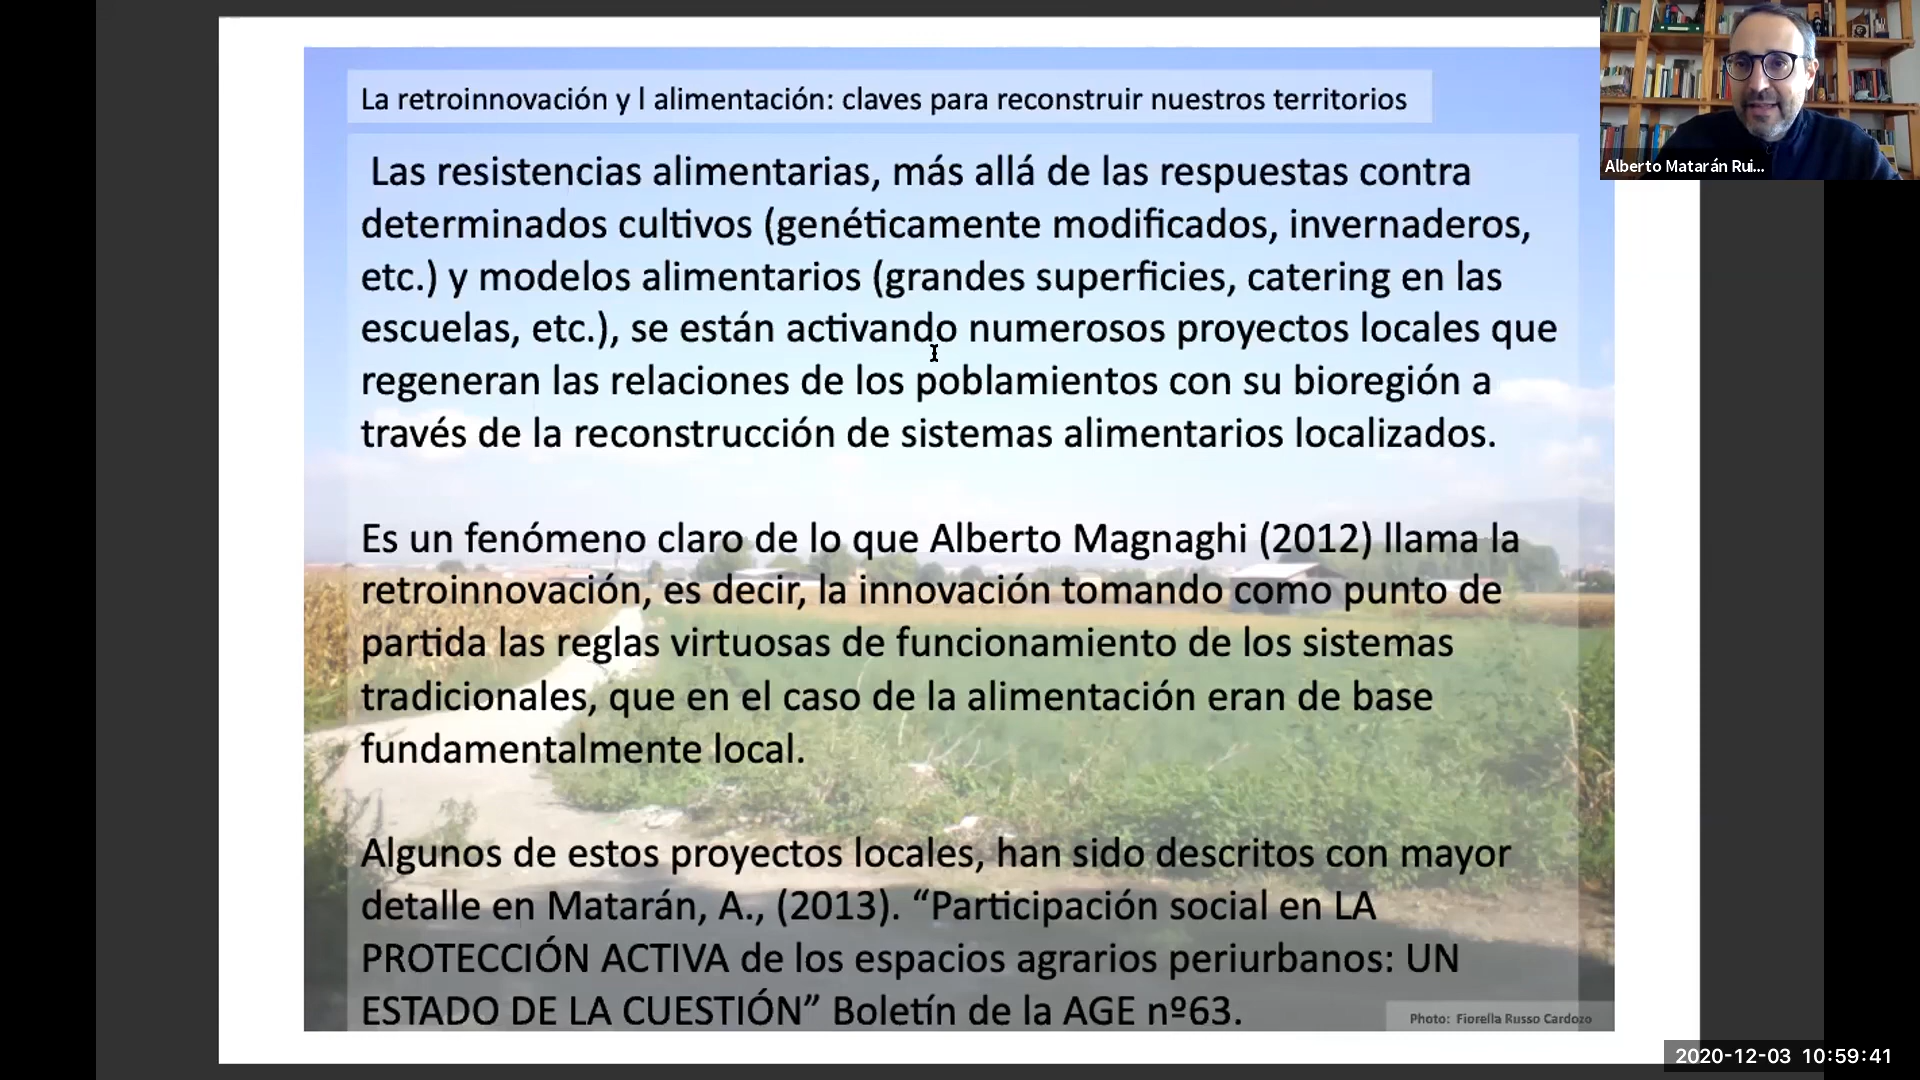 La retroinnovación y l alimentación: claves para reconstruir nuestros territorios
Las resistencias alimentarias, más allá de las respuestas contra
determinados cultivos (genéticamente modificados, invernaderos,
etc.) y modelos alimentarios (grandes superficies, catering en las
escuelas, etc.), se están activando numerosos proyectos locales que
regeneran las relaciones de los poblamientos con su bioregión a
través de la reconstrucción de sistemas alimentarios localizados.
Es un fenómeno claro de lo que Alberto Magnaghi (2012) llama la
retroinnovación, es decir, la innovación tomando como punto de
partida las reglas virtuosas de funcionamiento de los sistemas
tradicionales, que en el caso de la alimentación eran de base
fundamentalmente local.
Algunos de estos proyectos locales, han sido descritos con mayor
detalle en Matarán, A., (2013). “Participación social en LA
PROTECCIÓN ACTIVA de los espacios agrarios periurbanos: UN
ESTADO DE LA CUESTIÓN” Boletín de la AGE nº63.
Photo: Fiorella Russo Cardozo
Alberto Matarán Rui...
2020-12-03 10:59:41